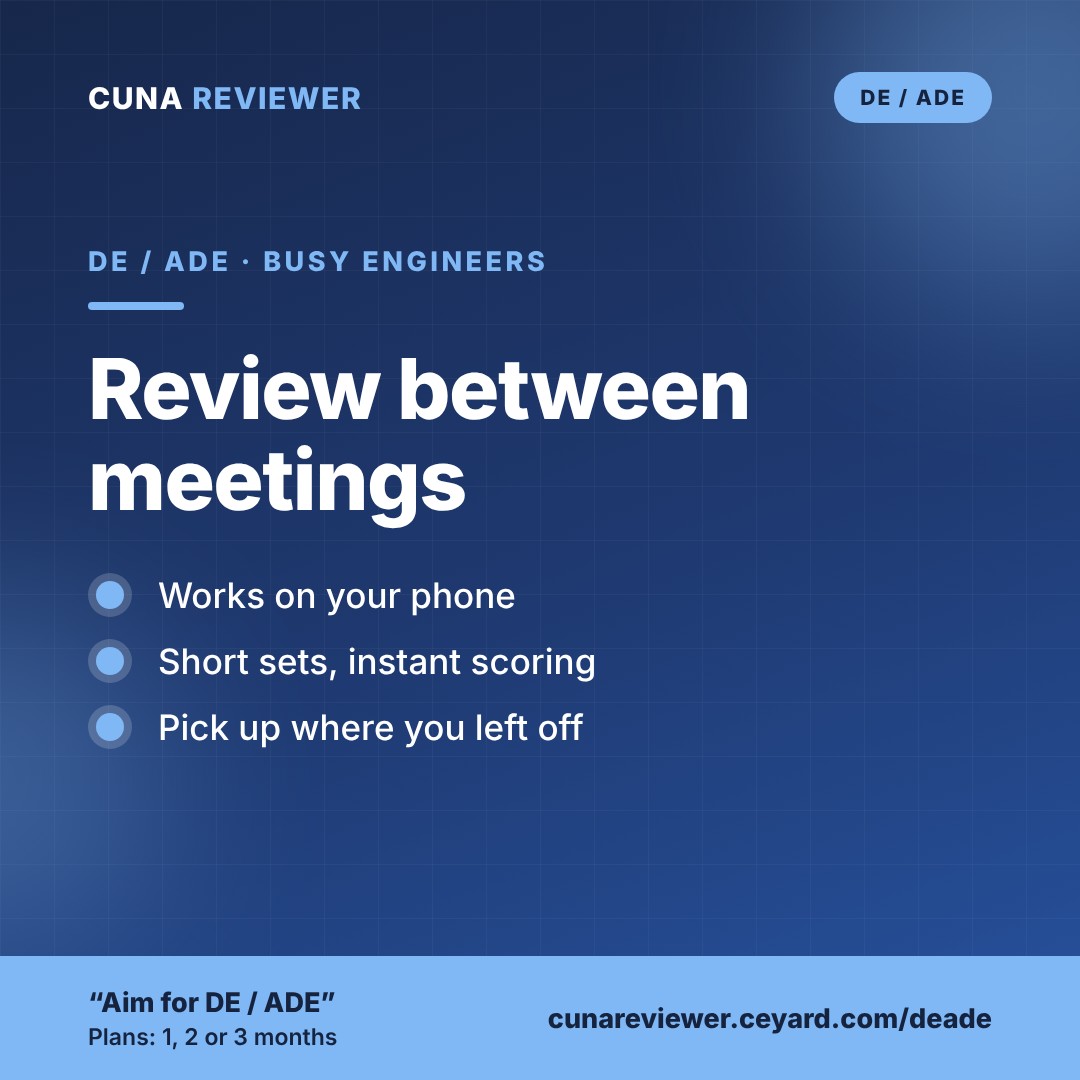 CUNA REVIEWER
DE / ADE
DE / ADE · BUSY ENGINEERS
Review between
meetings
Works on your phone
Short sets, instant scoring
Pick up where you left off
“Aim for DE / ADE”
Plans: 1, 2 or 3 months
cunareviewer.ceyard.com/deade